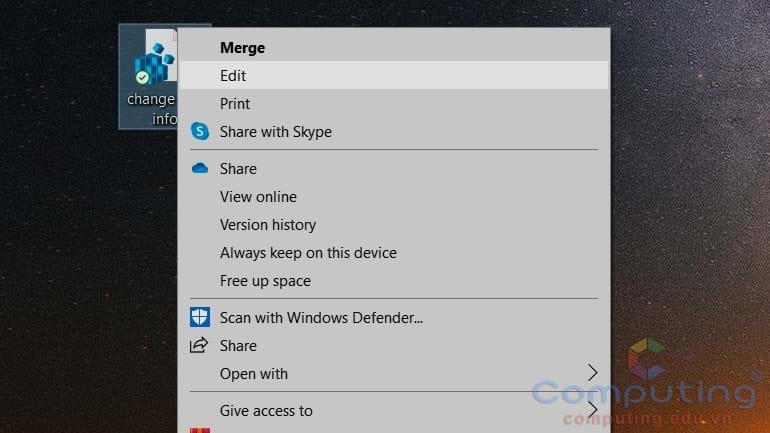 change
info
Merge
Edit
Print
Share with Skype
Share
View online
Version history
Always keep on this device
Free up space
Scan with Windows Defender...
Share
Open with
Give access to
Computing®
computing.edu.vn